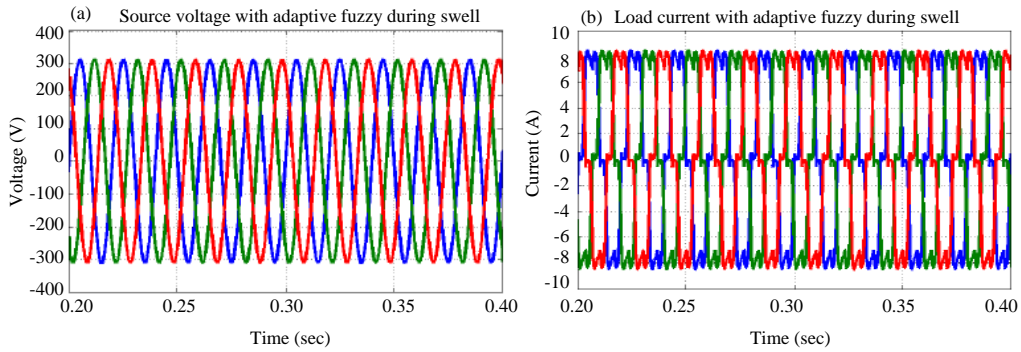 (a) Source voltage with adaptive fuzzy during swell
400
300
200
100
0
-100
-200
-300
-400
Voltage (V)
0.20 0.25 0.30 0.35 0.40
Time (sec)
(b) Load current with adaptive fuzzy during swell
10
8
6
4
2
0
-2
-4
-6
-8
-10
Current (A)
0.20 0.25 0.30 0.35 0.40
Time (sec)